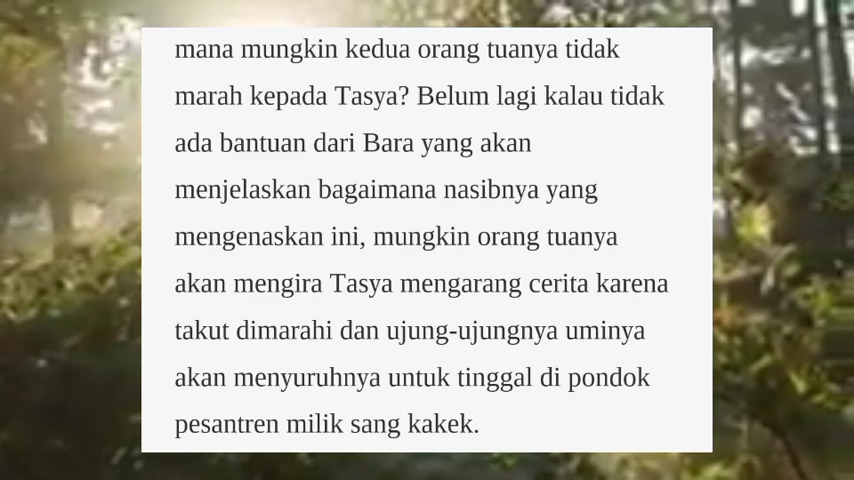 mana mungkin kedua orang tuanya tidak
marah kepada Tasya? Belum lagi kalau tidak
ada bantuan dari Bara yang akan
menjelaskan bagaimana nasibnya yang
mengenaskan ini, mungkin orang tuanya
akan mengira Tasya mengarang cerita karena
takut dimarahi dan ujung-ujungnya uminya
akan menyuruhnya untuk tinggal di pondok
pesantren milik sang kakek.